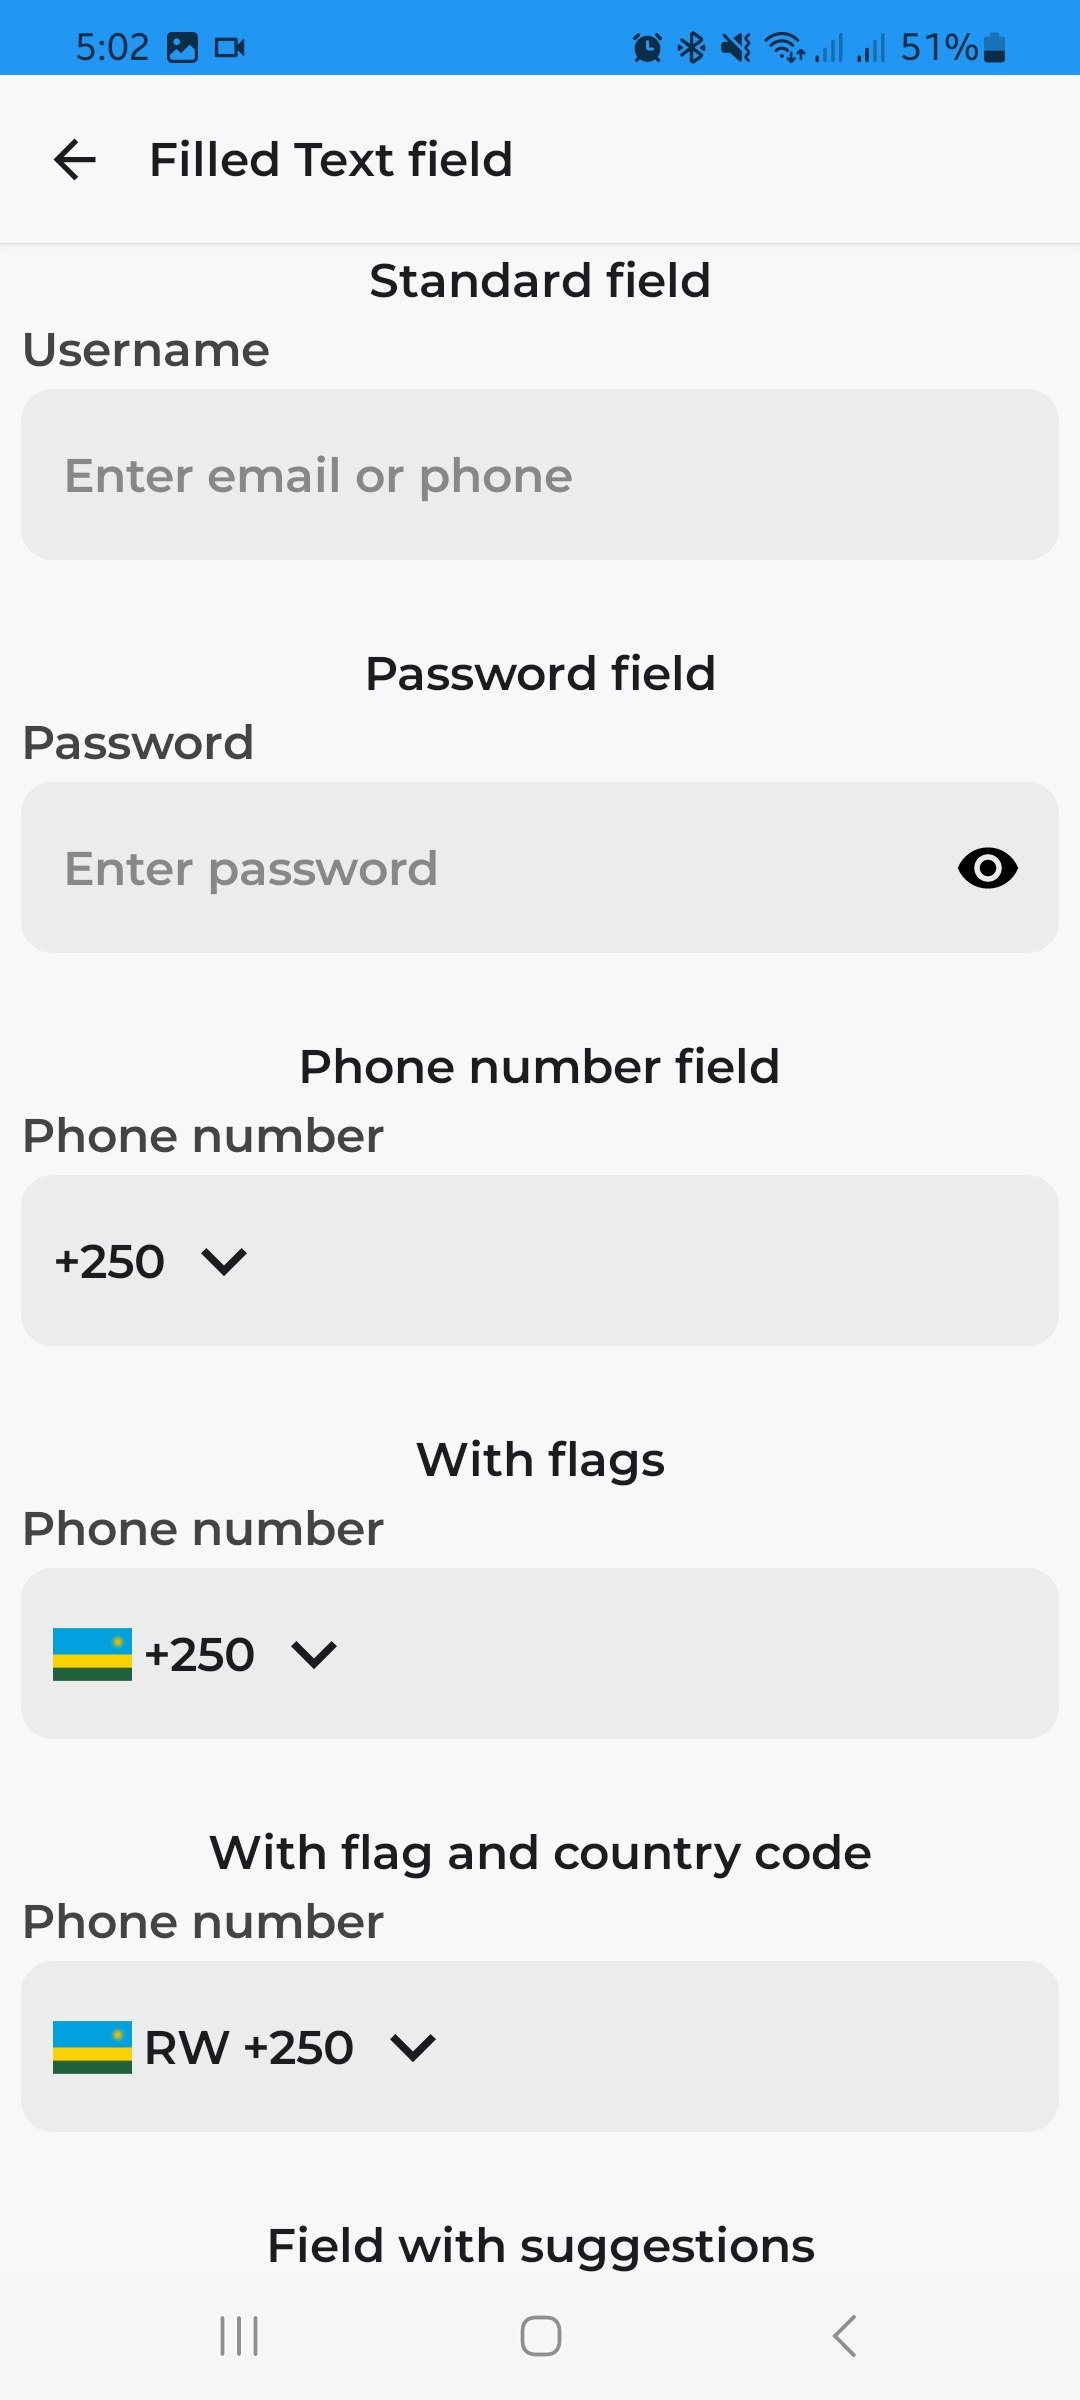 5:02 51%
Filled Text field
Standard field
Username
Enter email or phone
Password field
Password
Enter password
Phone number field
Phone number
+250
With flags
Phone number
+250
With flag and country code
Phone number
RW +250
Field with suggestions